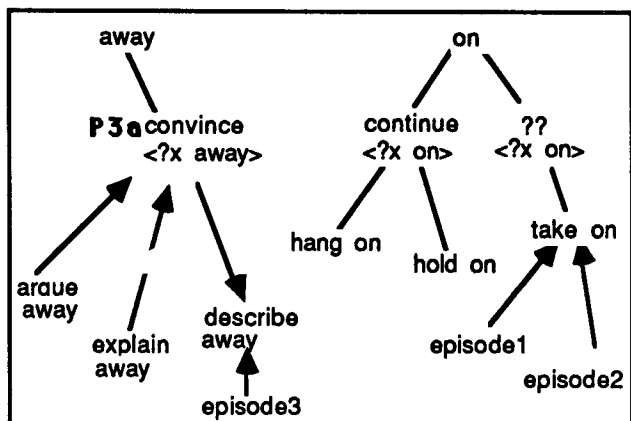 away
on
P3a convince
<?x away>
continue
<?x on>
??
<?x on>
hang on
hold on
take on
argue
away
explain
away
describe
away
episode3
episode1
episode2